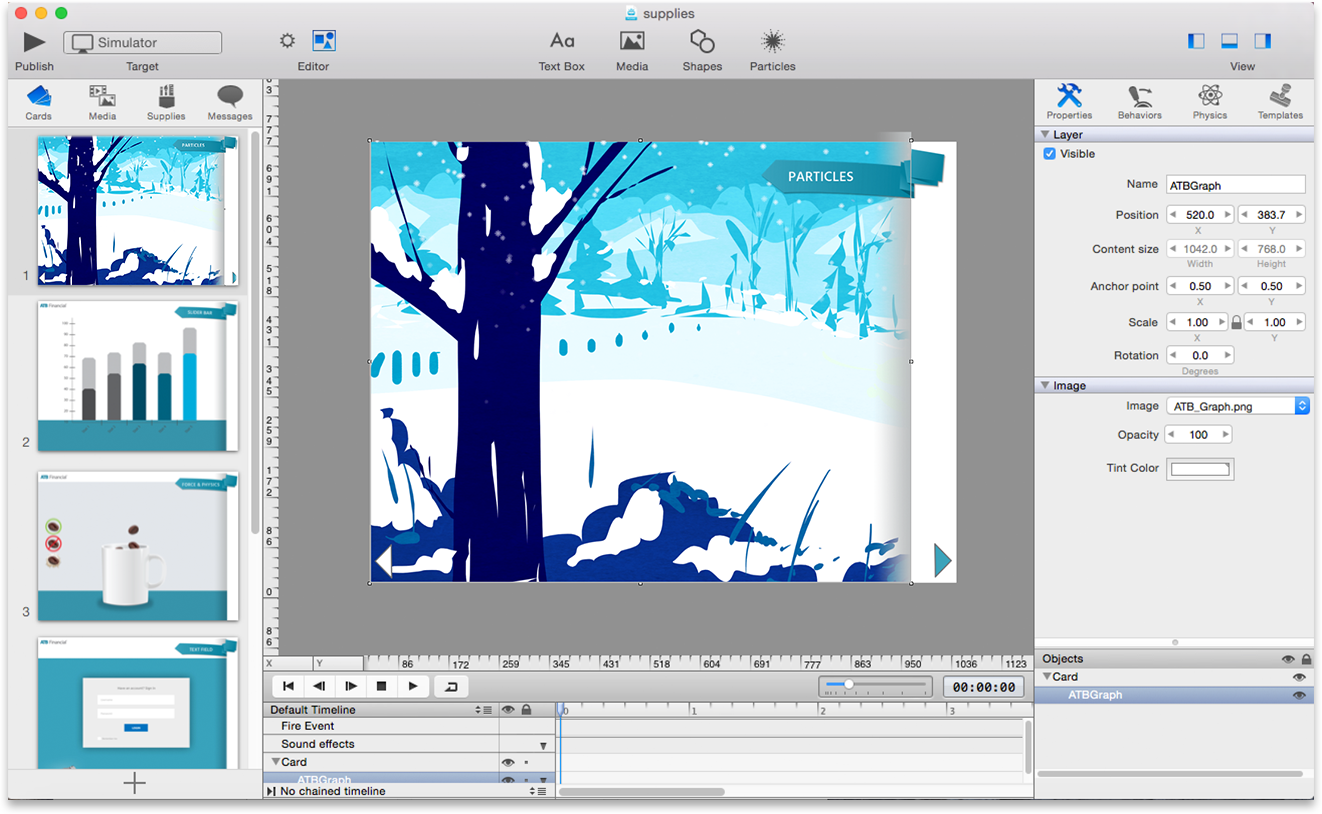 supplies
Simulator
Publish Target Editor Text Box Media Shapes Particles View
Cards Media Supplies Messages
Properties Behaviors Physics Templates
PARTICLES
1
ATB Financial
SLIDER BAR
2
ATB Financial
FORCE & PHYSICS
3
ATB Financial
TEXT FIELD
PARTICLES
Layer
Visible
Name ATBGraph
Position 520.0 383.7
X Y
Content size 1042.0 768.0
Width Height
Anchor point 0.50 0.50
X Y
Scale 1.00 1.00
X Y
Rotation 0.0
Degrees
Image
Image ATB_Graph.png
Opacity 100
Tint Color
Objects
Card
ATBGraph
X Y 86 172 259 345 431 518 604 691 777 863 950 1036 1123
00:00:00
Default Timeline 0 1 2 3
Fire Event
Sound effects
Card
ATBGraph
No chained timeline